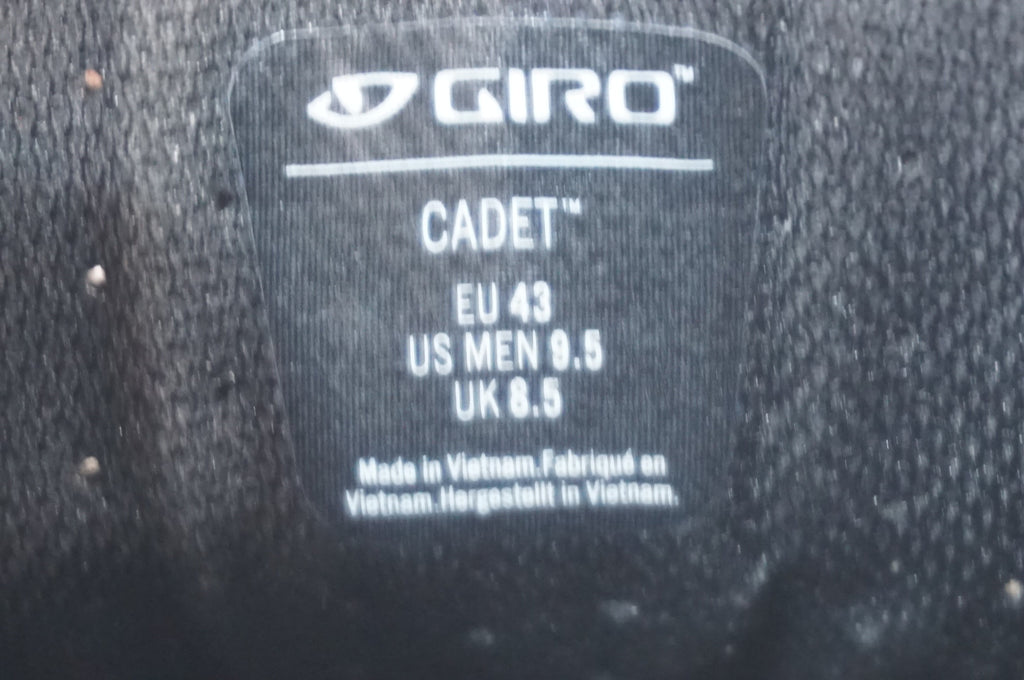 GIRO™
CADET™
EU 43
US MEN 9.5
UK 8.5
Made in Vietnam.Fabriqué en
Vietnam.Hergestellt in Vietnam.